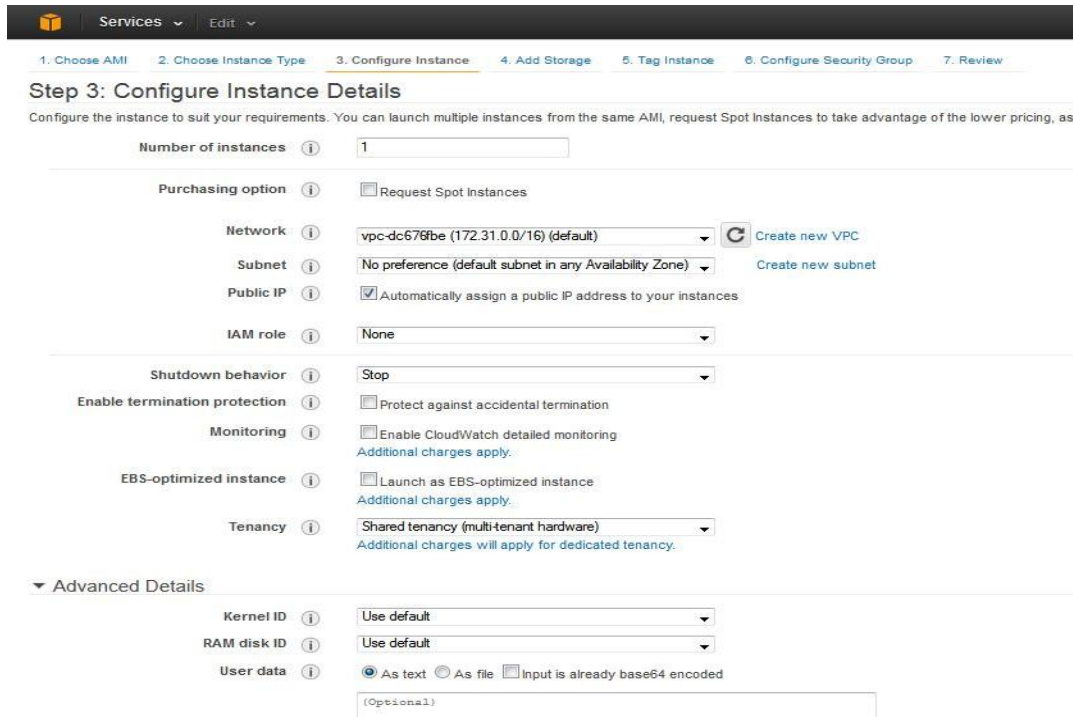 Services Edit
1. Choose AMI 2. Choose Instance Type 3. Configure Instance 4. Add Storage 5. Tag Instance 6. Configure Security Group 7. Review
Step 3: Configure Instance Details
Configure the instance to suit your requirements. You can launch multiple instances from the same AMI, request Spot Instances to take advantage of the lower pricing, as
Number of instances 1
Purchasing option Request Spot Instances
Network vpc-dc676fbe (172.31.0.0/16) (default) Create new VPC
Subnet No preference (default subnet in any Availability Zone) Create new subnet
Public IP Automatically assign a public IP address to your instances
IAM role None
Shutdown behavior Stop
Enable termination protection Protect against accidental termination
Monitoring Enable CloudWatch detailed monitoring
Additional charges apply.
EBS-optimized instance Launch as EBS-optimized instance
Additional charges apply.
Tenancy Shared tenancy (multi-tenant hardware)
Additional charges will apply for dedicated tenancy.
Advanced Details
Kernel ID Use default
RAM disk ID Use default
User data As text As file Input is already base64 encoded
(Optional)